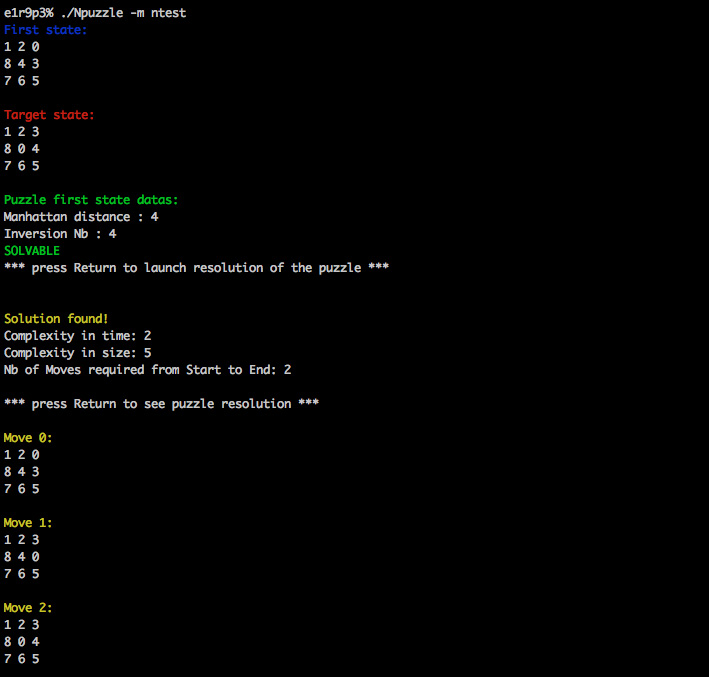 e1r9p3% ./Npuzzle -m ntest
First state:
1 2 0
8 4 3
7 6 5
Target state:
1 2 3
8 0 4
7 6 5
Puzzle first state datas:
Manhattan distance : 4
Inversion Nb : 4
SOLVABLE
*** press Return to launch resolution of the puzzle ***
Solution found!
Complexity in time: 2
Complexity in size: 5
Nb of Moves required from Start to End: 2
*** press Return to see puzzle resolution ***
Move 0:
1 2 0
8 4 3
7 6 5
Move 1:
1 2 3
8 4 0
7 6 5
Move 2:
1 2 3
8 0 4
7 6 5